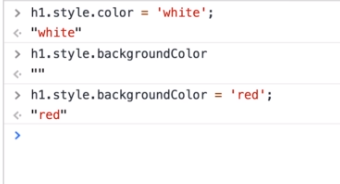 > h1.style.color = 'white';
<· "white"
> h1.style.backgroundColor
<· ""
> h1.style.backgroundColor = 'red';
<· "red"
>